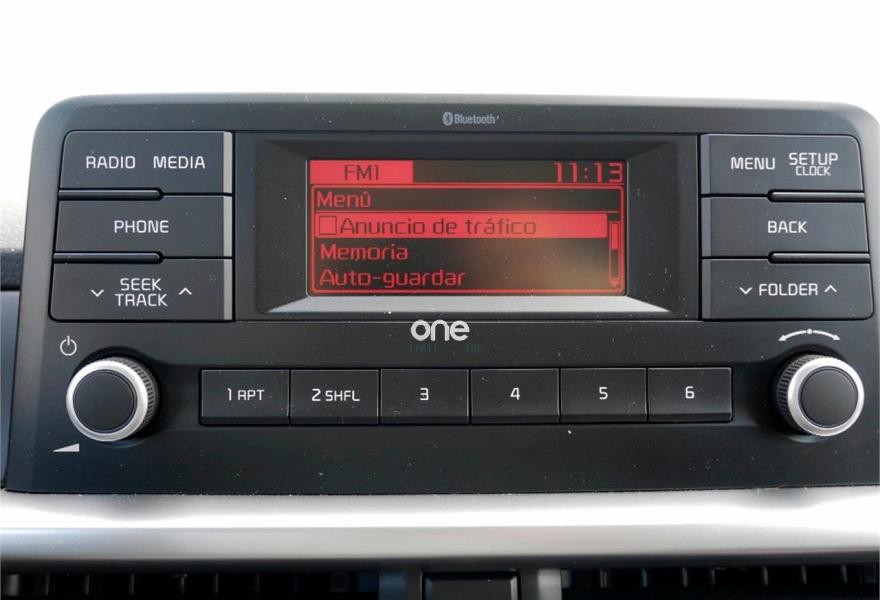 Bluetooth
RADIO MEDIA
FM1 11:13
MENU SETUP
CLOCK
Menú
PHONE
Anuncio de tráfico
BACK
Memoria
SEEK
TRACK
Auto-guardar
FOLDER
one
1 RPT 2 SHFL 3 4 5 6